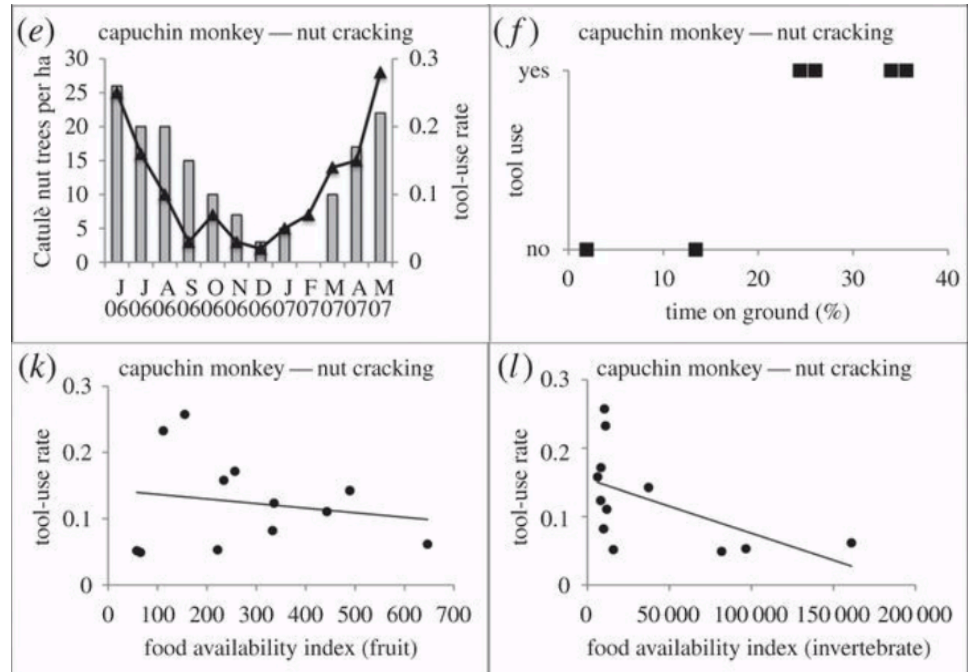 (e) capuchin monkey — nut cracking
Catulè nut trees per ha
30
25
20
15
10
5
0
0.3
0.2
0.1
0
tool-use rate
J J A S O N D J F M A M
06 06 06 06 06 06 06 07 07 07 07 07
(f) capuchin monkey — nut cracking
tool use
yes
no
0 10 20 30 40
time on ground (%)
(k) capuchin monkey — nut cracking
tool-use rate
0.3
0.2
0.1
0
0 100 200 300 400 500 600 700
food availability index (fruit)
(l) capuchin monkey — nut cracking
tool-use rate
0.3
0.2
0.1
0
0 50 000 100 000 150 000 200 000
food availability index (invertebrate)